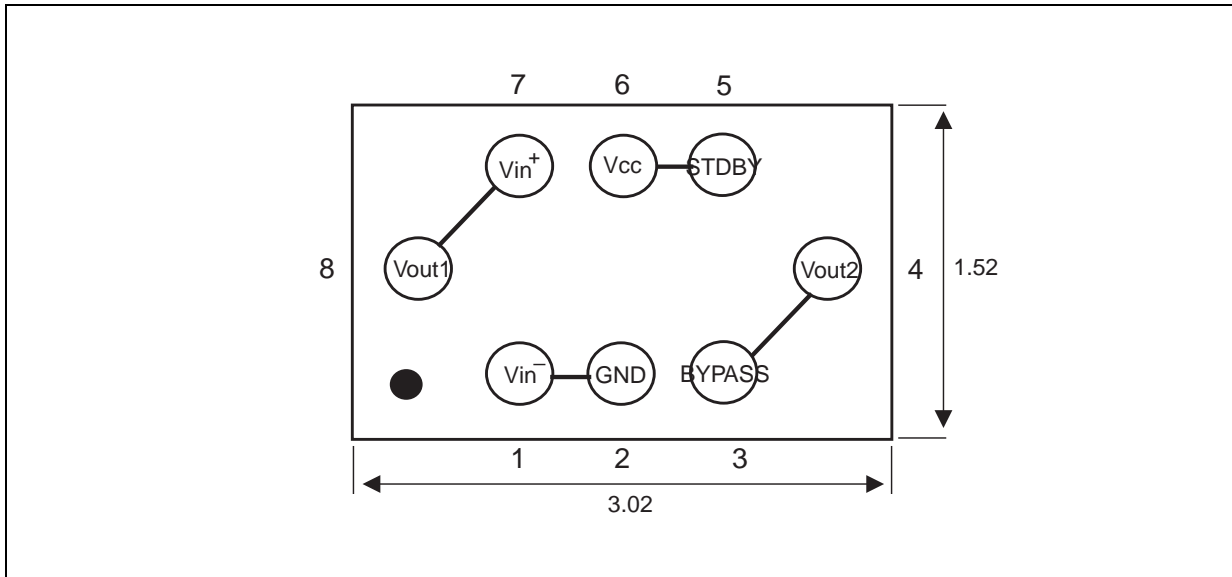 7 6 5
Vin+ Vcc STDBY
8 Vout1 Vout2 4 1.52
Vin– GND BYPASS
1 2 3
3.02